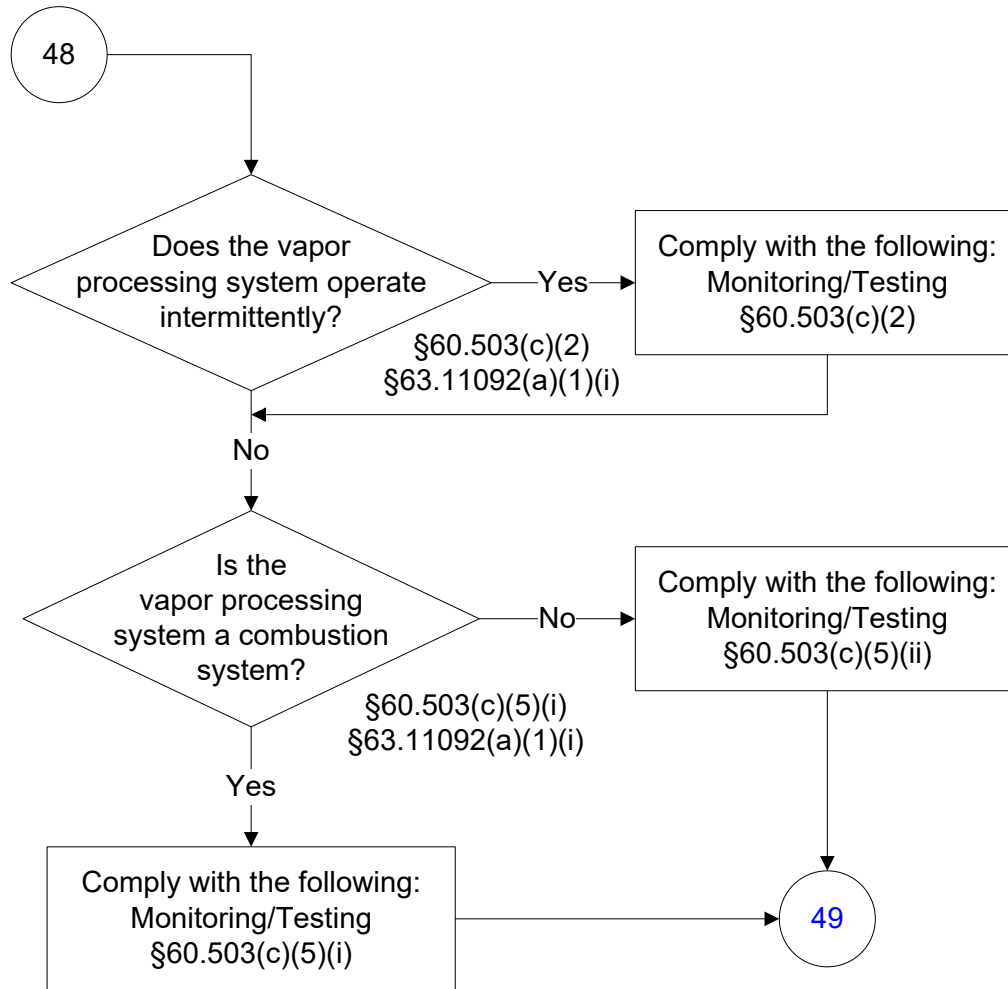 48
Does the vapor
processing system operate
intermittently?
Yes
Comply with the following:
Monitoring/Testing
§60.503(c)(2)
§60.503(c)(2)
§63.11092(a)(1)(i)
No
Is the
vapor processing
system a combustion
system?
No
Comply with the following:
Monitoring/Testing
§60.503(c)(5)(ii)
§60.503(c)(5)(i)
§63.11092(a)(1)(i)
Yes
Comply with the following:
Monitoring/Testing
§60.503(c)(5)(i)
49